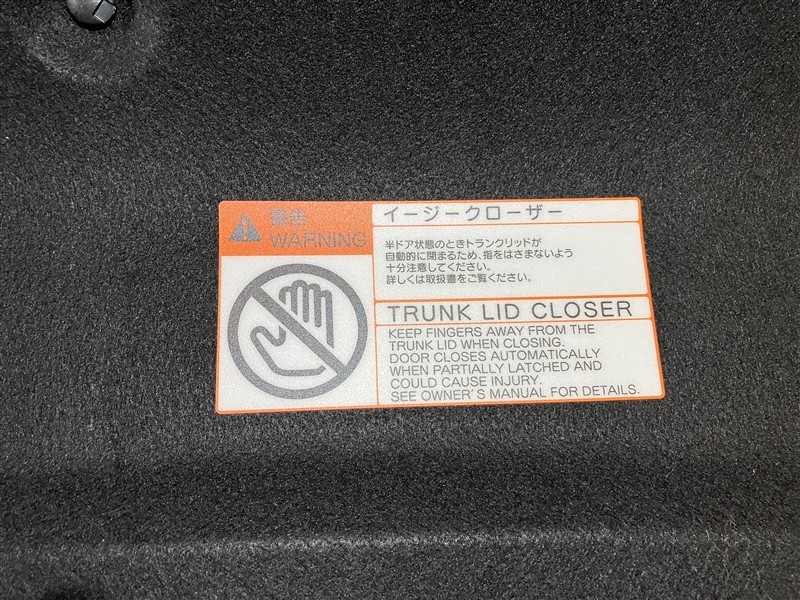 警告
WARNING
イージークローザー
半ドア状態のときトランクリッドが
自動的に閉まるため、指をはさまないよう
十分注意してください。
詳しくは取扱書をご覧ください。
TRUNK LID CLOSER
KEEP FINGERS AWAY FROM THE
TRUNK LID WHEN CLOSING.
DOOR CLOSES AUTOMATICALLY
WHEN PARTIALLY LATCHED AND
COULD CAUSE INJURY.
SEE OWNER'S MANUAL FOR DETAILS.